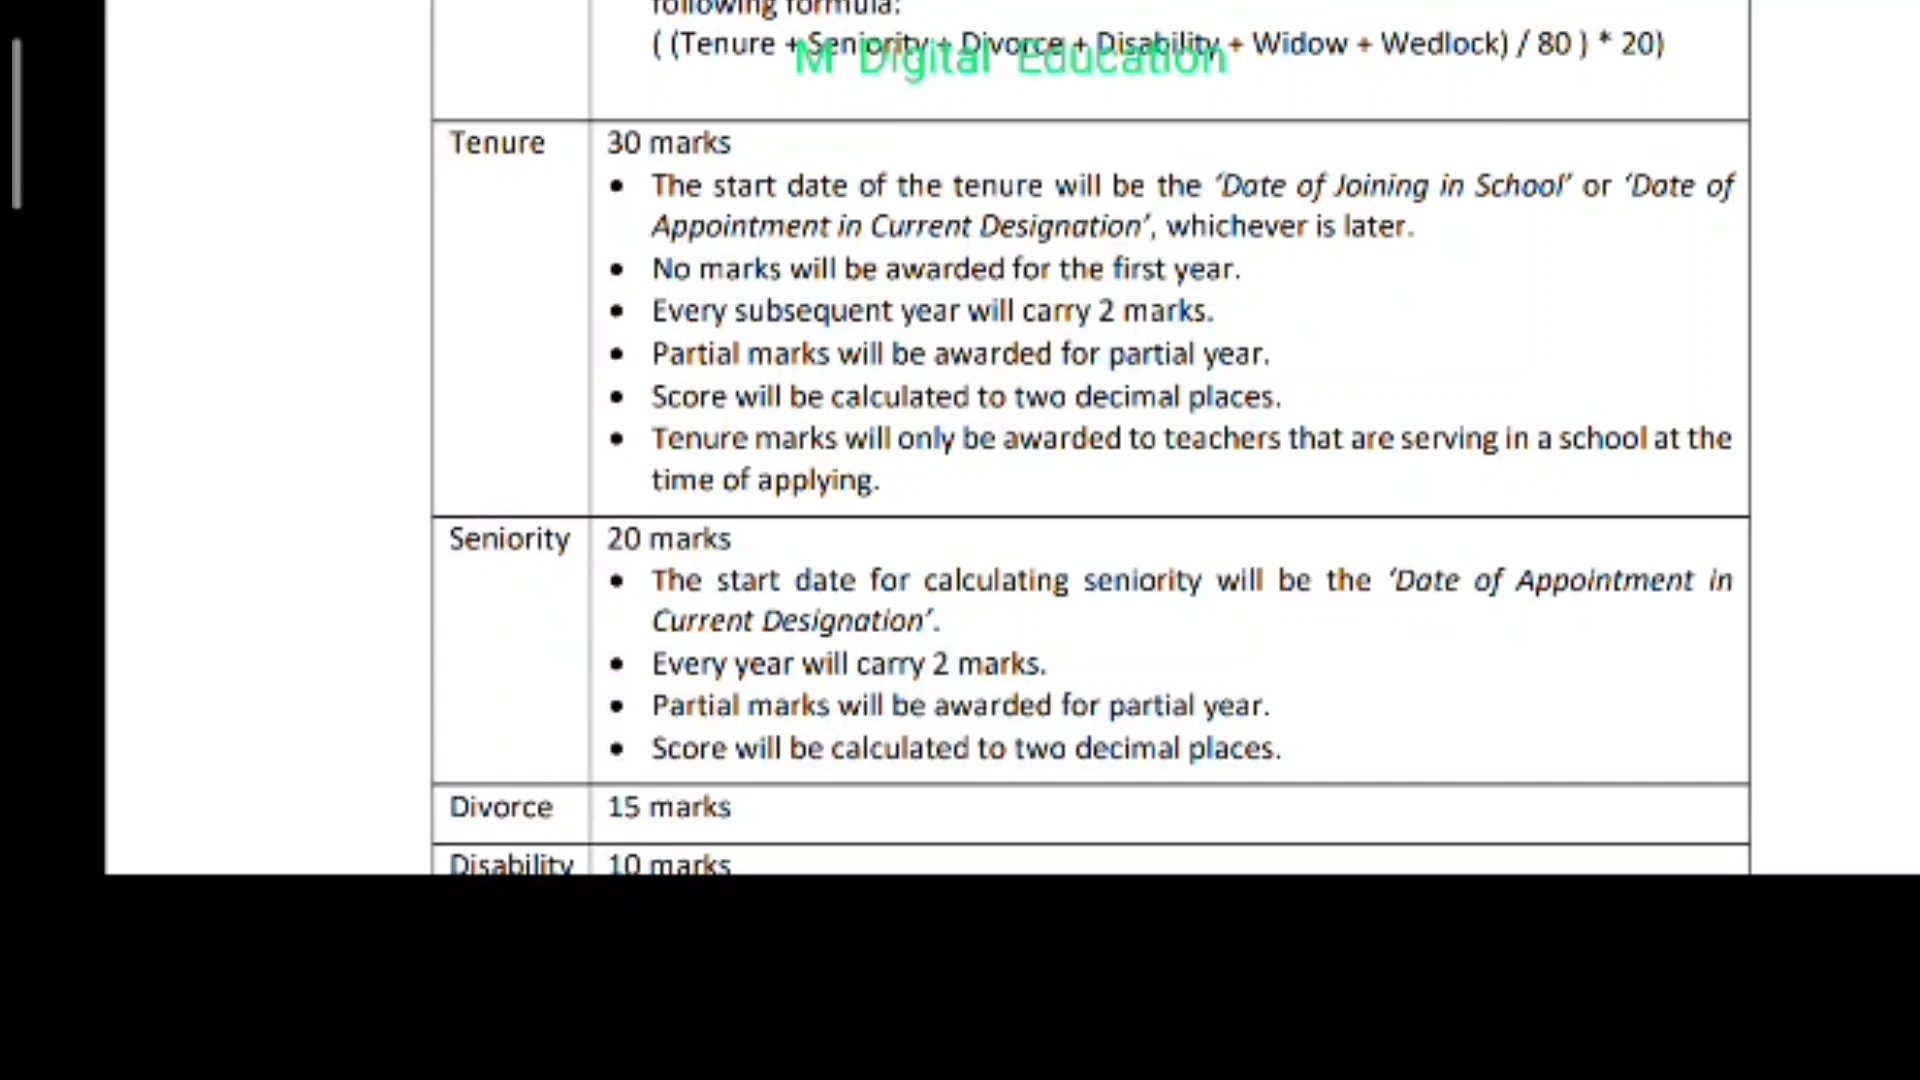 following formula:
( (Tenure + Seniority + Divorce + Disability + Widow + Wedlock) / 80 ) * 20)
M Digital Education
Tenure
30 marks
• The start date of the tenure will be the ‘Date of Joining in School’ or ‘Date of
Appointment in Current Designation’, whichever is later.
• No marks will be awarded for the first year.
• Every subsequent year will carry 2 marks.
• Partial marks will be awarded for partial year.
• Score will be calculated to two decimal places.
• Tenure marks will only be awarded to teachers that are serving in a school at the
time of applying.
Seniority
20 marks
• The start date for calculating seniority will be the ‘Date of Appointment in
Current Designation’.
• Every year will carry 2 marks.
• Partial marks will be awarded for partial year.
• Score will be calculated to two decimal places.
Divorce
15 marks
Disability
10 marks